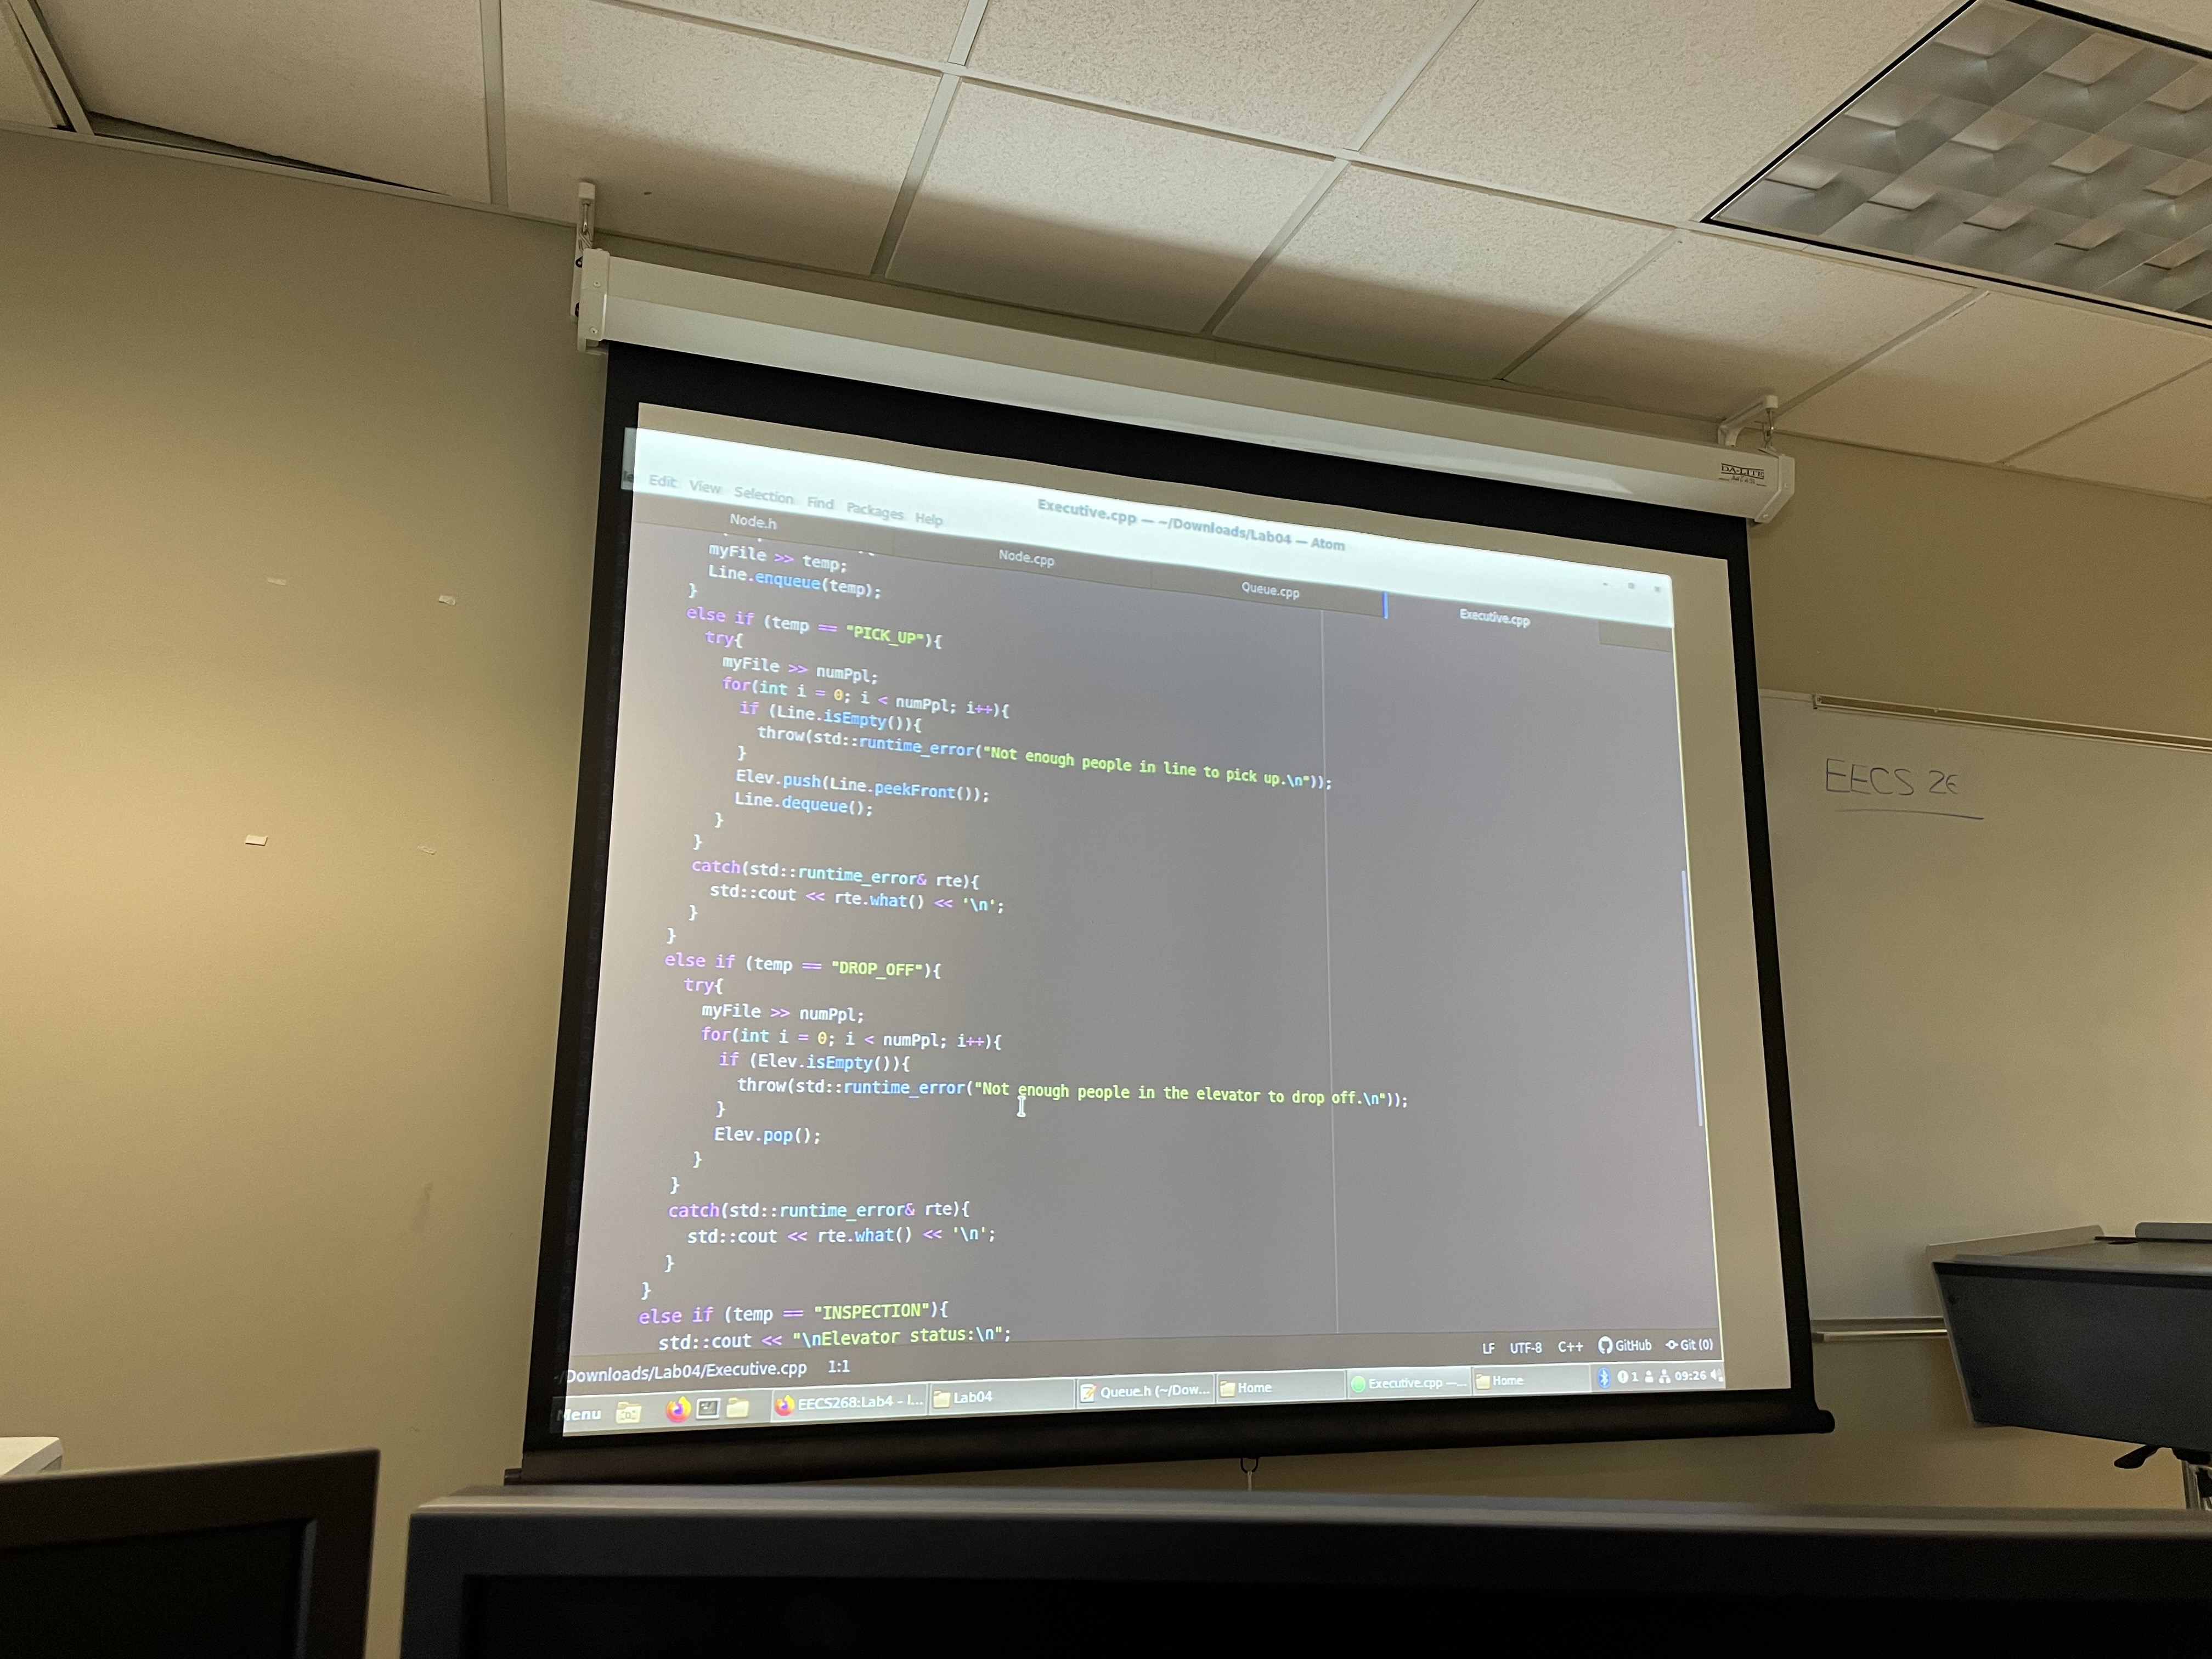 DA-LITE
Edit View Selection Find Packages Help
Executive.cpp — ~/Downloads/Lab04 — Atom
Node.h Node.cpp Queue.cpp Executive.cpp
myFile >> temp;
Line.enqueue(temp);
}
else if (temp == "PICK_UP"){
try{
myFile >> numPpl;
for(int i = 0; i < numPpl; i++){
if (Line.isEmpty()){
throw(std::runtime_error("Not enough people in line to pick up.\n"));
}
Elev.push(Line.peekFront());
Line.dequeue();
}
}
catch(std::runtime_error& rte){
std::cout << rte.what() << '\n';
}
}
else if (temp == "DROP_OFF"){
try{
myFile >> numPpl;
for(int i = 0; i < numPpl; i++){
if (Elev.isEmpty()){
throw(std::runtime_error("Not enough people in the elevator to drop off.\n"));
}
Elev.pop();
}
}
catch(std::runtime_error& rte){
std::cout << rte.what() << '\n';
}
}
else if (temp == "INSPECTION"){
std::cout << "\nElevator status:\n";
/Downloads/Lab04/Executive.cpp 1:1 LF UTF-8 C++ GitHub Git (0)
Menu EECS268:Lab4 - I... Lab04 Queue.h (~/Dow... Home Executive.cpp —... Home 1 09:26
EECS 26